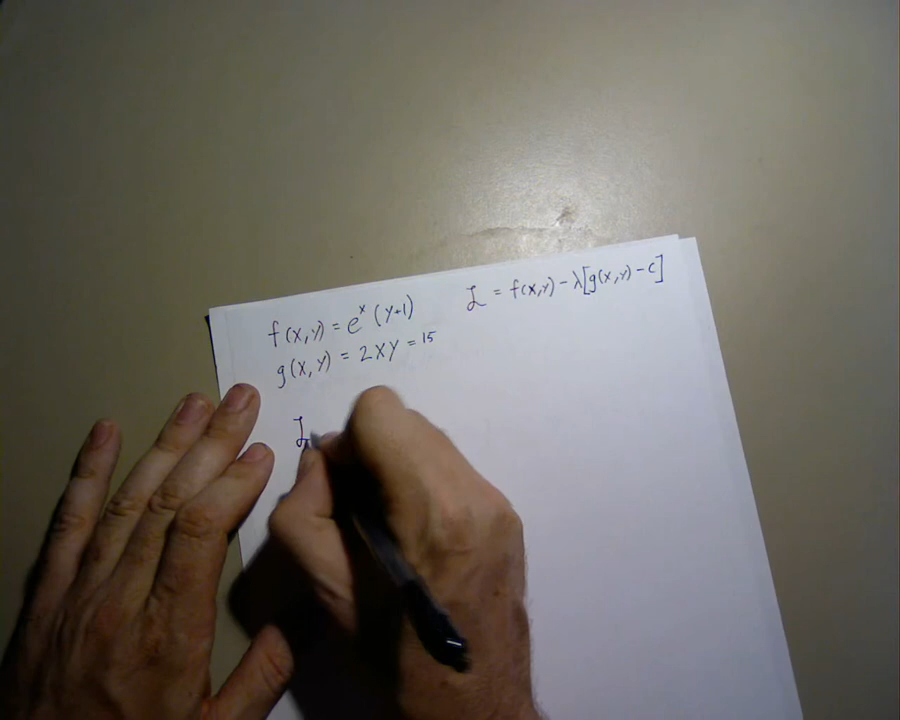 f(x,y) = e^x (y+1)
g(x,y) = 2xy = 15
ℒ = f(x,y) - λ[g(x,y) - c]
ℒ